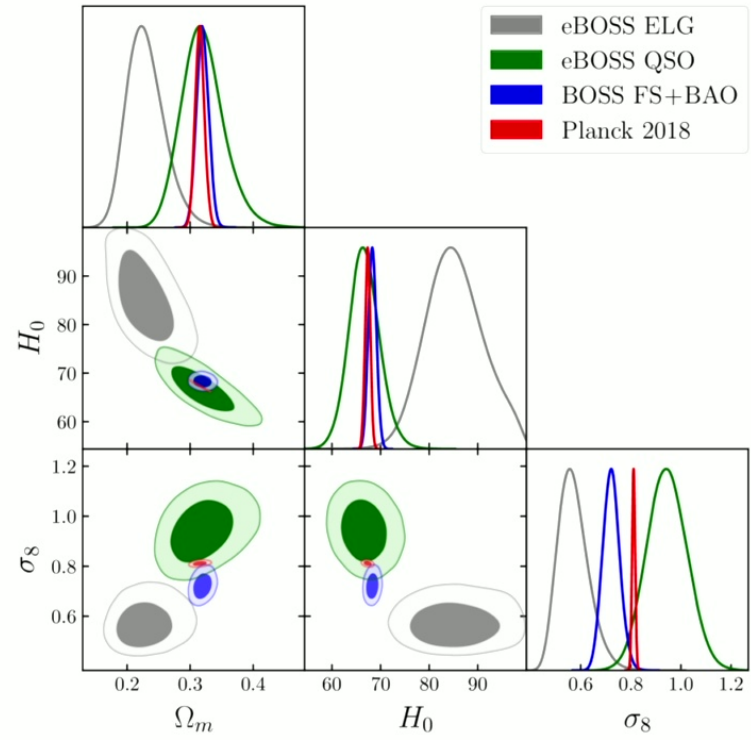 eBOSS ELG
eBOSS QSO
BOSS FS+BAO
Planck 2018
H₀
90
80
70
60
σ₈
1.2
1.0
0.8
0.6
0.2 0.3 0.4
60 70 80 90
0.6 0.8 1.0 1.2
Ωₘ H₀ σ₈